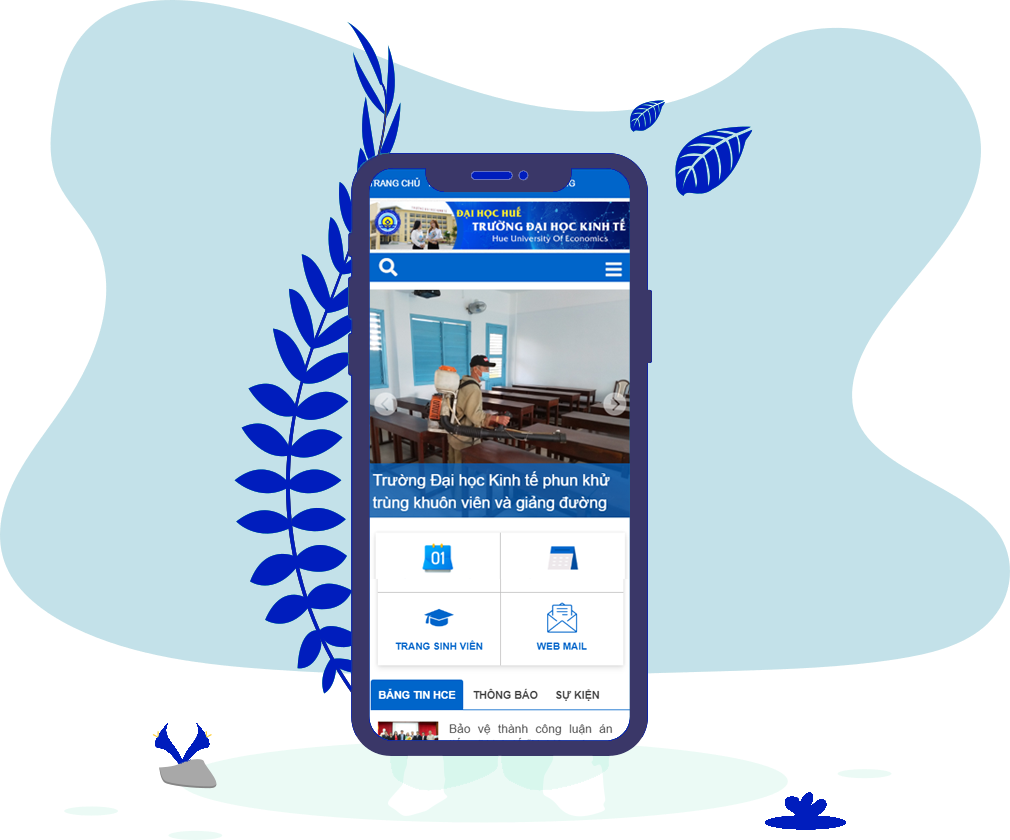 TRANG CHỦ
ĐẠI HỌC HUẾ
TRƯỜNG ĐẠI HỌC KINH TẾ
Hue University Of Economics
Trường Đại học Kinh tế phun khử
trùng khuôn viên và giảng đường
01
TRANG SINH VIÊN
WEB MAIL
BẢNG TIN HCE
THÔNG BÁO
SỰ KIỆN
Bảo vệ thành công luận án